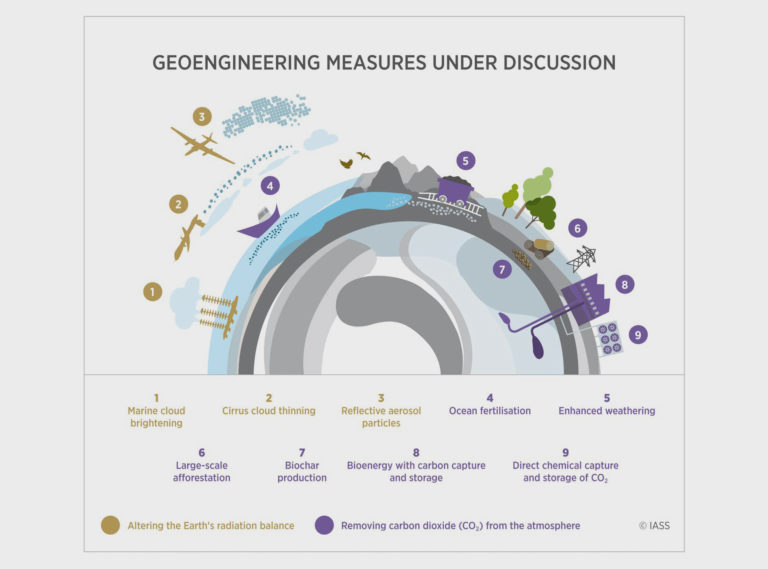 GEOENGINEERING MEASURES UNDER DISCUSSION
3
5
4
2
6
7
1
8
9
1
Marine cloud
brightening
2
Cirrus cloud thinning
3
Reflective aerosol
particles
4
Ocean fertilisation
5
Enhanced weathering
6
Large-scale
afforestation
7
Biochar
production
8
Bioenergy with carbon capture
and storage
9
Direct chemical capture
and storage of CO₂
Altering the Earth's radiation balance
Removing carbon dioxide (CO₂) from the atmosphere
© IASS